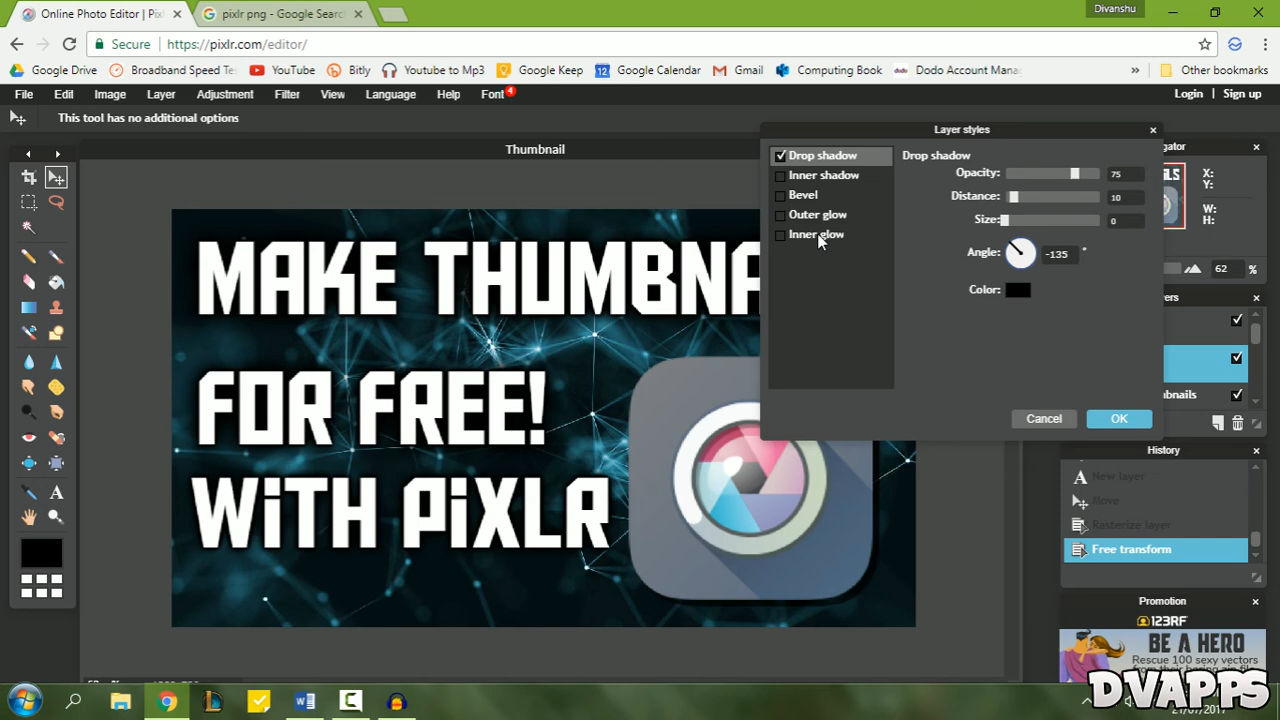 Online Photo Editor | Pix
pixlr png - Google Searc
Divanshu
Secure
https://pixlr.com/editor/
Google Drive
Broadband Speed Te
YouTube
Bitly
Youtube to Mp3
Google Keep
12
Google Calendar
Gmail
Computing Book
dodo
Dodo Account Mana
»
Other bookmarks
File Edit Image Layer Adjustment Filter View Language Help Font 4
Login | Sign up
This tool has no additional options
Thumbnail
Layer styles
Drop shadow
Inner shadow
Bevel
Outer glow
Inner glow
Drop shadow
Opacity: 75
Distance: 10
Size: 0
Angle: -135 °
Color:
Cancel
OK
MAKE THUMBNA
FOR FREE!
WiTH PiXLR
X:
Y:
W:
H:
62 %
History
New layer
Move
Rasterize layer
Free transform
Promotion
123RF
BE A HERO
Rescue 100 sexy vectors
DVAPPS